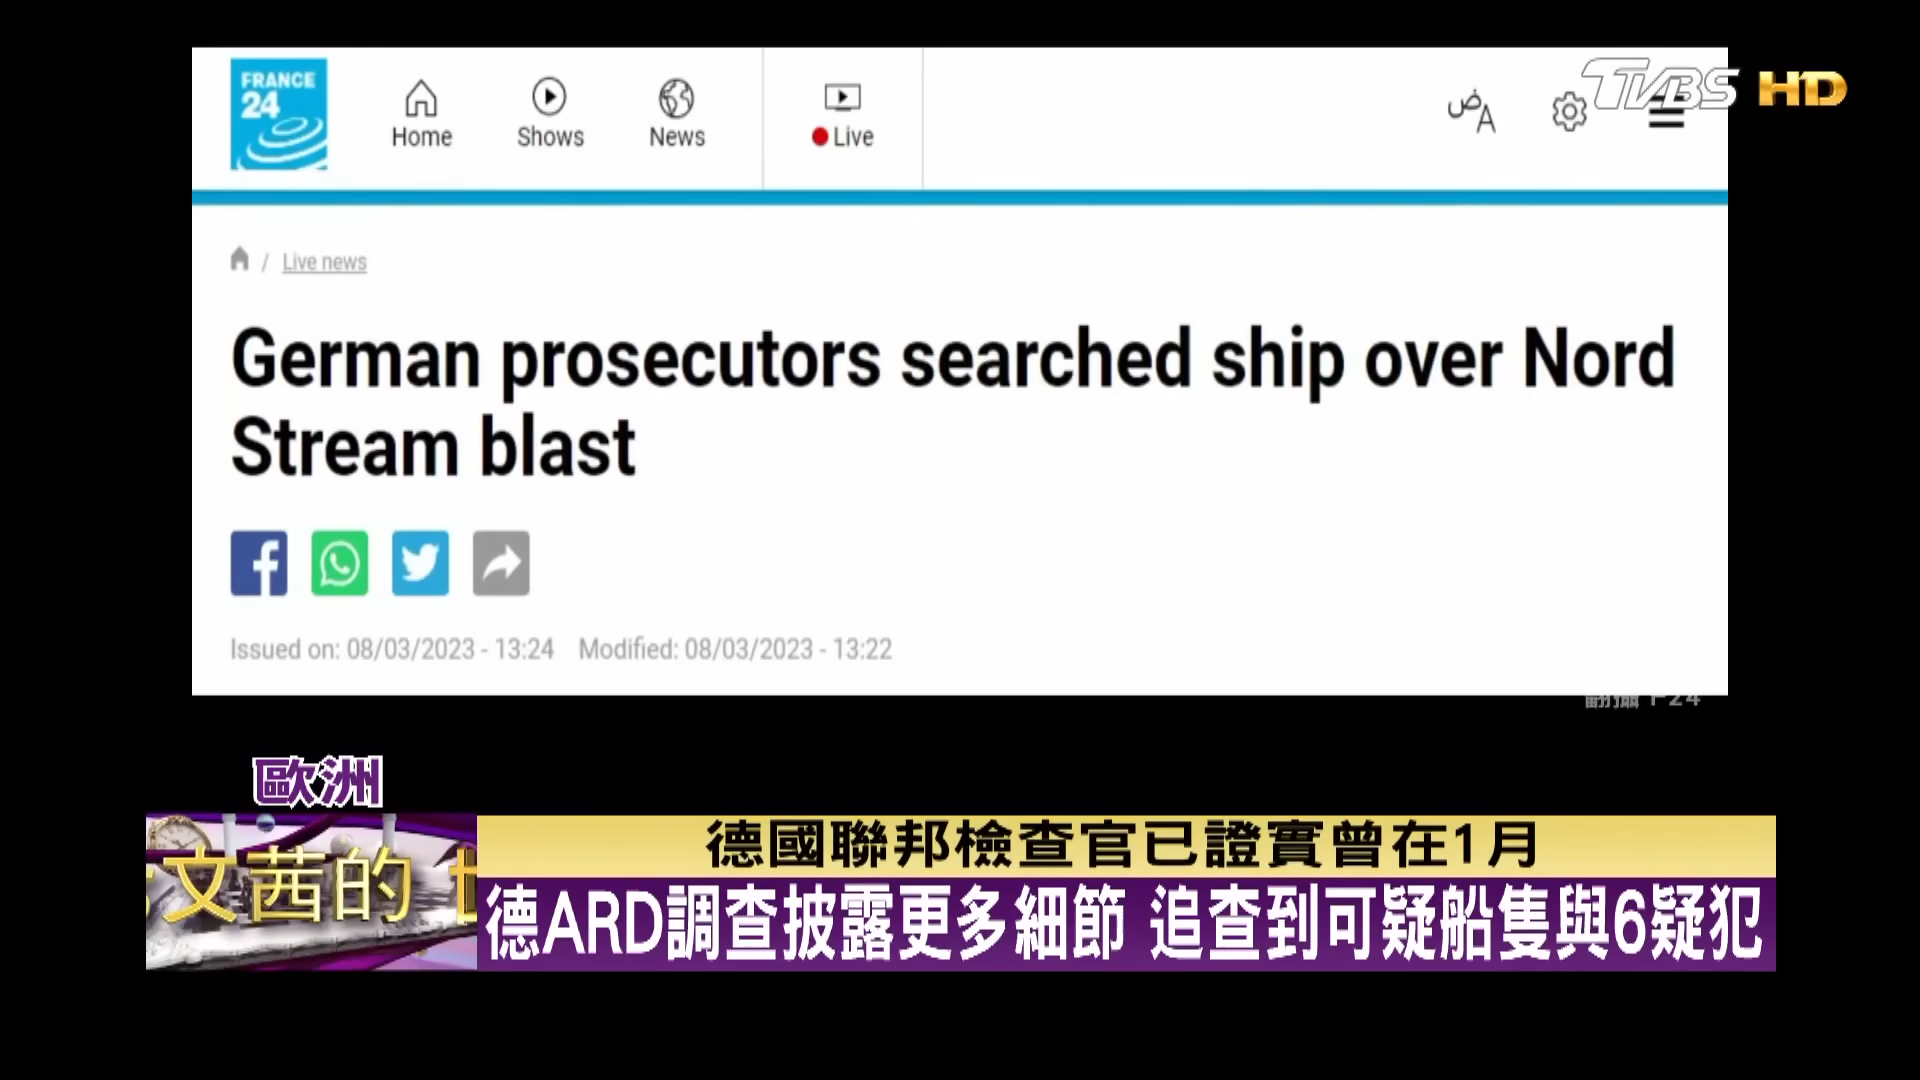 FRANCE
24
Home
Shows
News
Live
TVBS HD
/ Live news
German prosecutors searched ship over Nord
Stream blast
Issued on: 08/03/2023 - 13:24 Modified: 08/03/2023 - 13:22
翻攝 F24
歐洲
文茜的
德國聯邦檢查官已證實曾在1月
德ARD調查披露更多細節 追查到可疑船隻與6疑犯